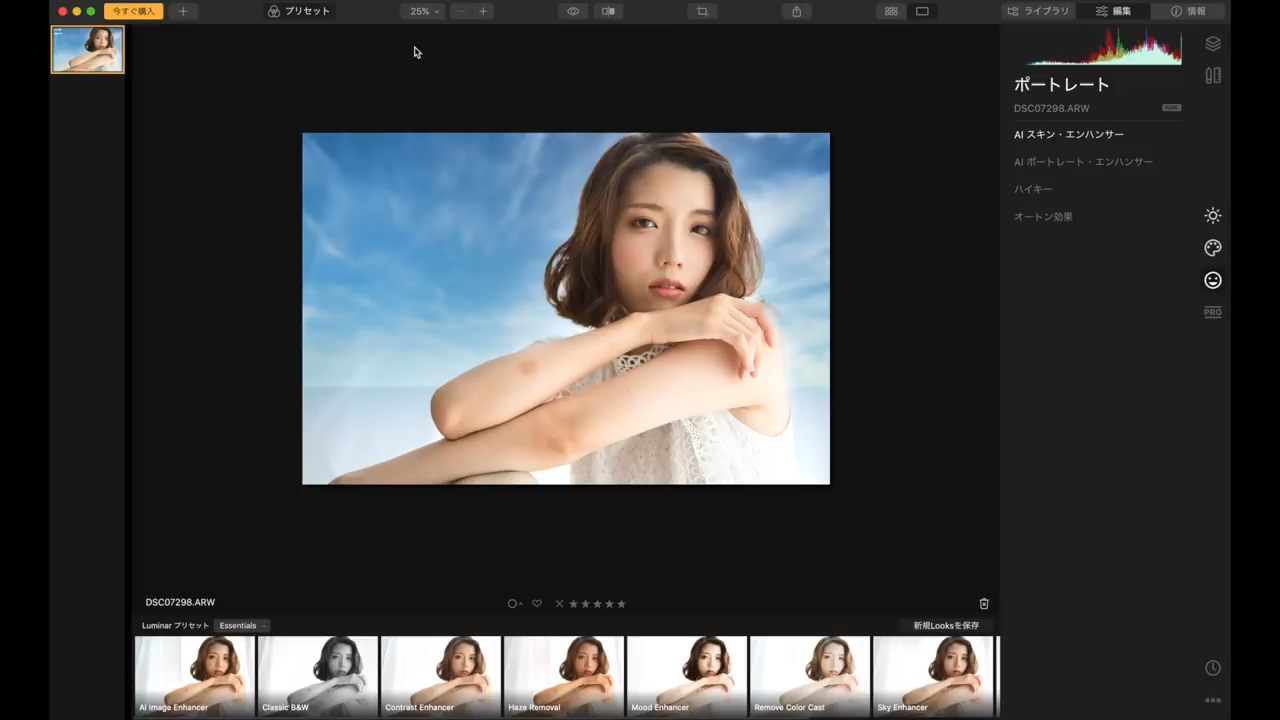 今すぐ購入
プリセット
25%
ライブラリ
編集
情報
ポートレート
DSC07298.ARW
RAW
AI スキン・エンハンサー
AI ポートレート・エンハンサー
ハイキー
オートン効果
PRO
DSC07298.ARW
Luminar プリセット
Essentials
新規Looksを保存
AI Image Enhancer
Classic B&W
Contrast Enhancer
Haze Removal
Mood Enhancer
Remove Color Cast
Sky Enhancer